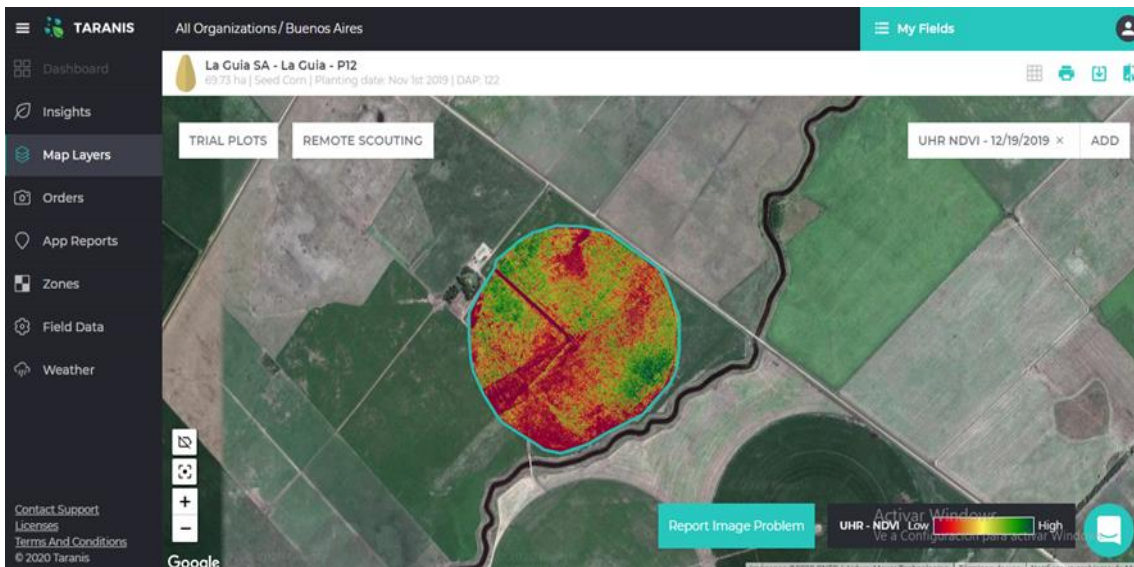 TARANIS
All Organizations / Buenos Aires
My Fields
Dashboard
La Guia SA - La Guia - P12
69.73 ha | Seed Corn | Planting date: Nov 1st 2019 | DAP: 122
Insights
TRIAL PLOTS
REMOTE SCOUTING
UHR NDVI - 12/19/2019 ×
ADD
Map Layers
Orders
App Reports
Zones
Field Data
Weather
+
−
Contact Support
Licenses
Terms And Conditions
© 2020 Taranis
Google
Report Image Problem
UHR - NDVI Low High
Activar Windows
Ve a Configuración para activar Windo